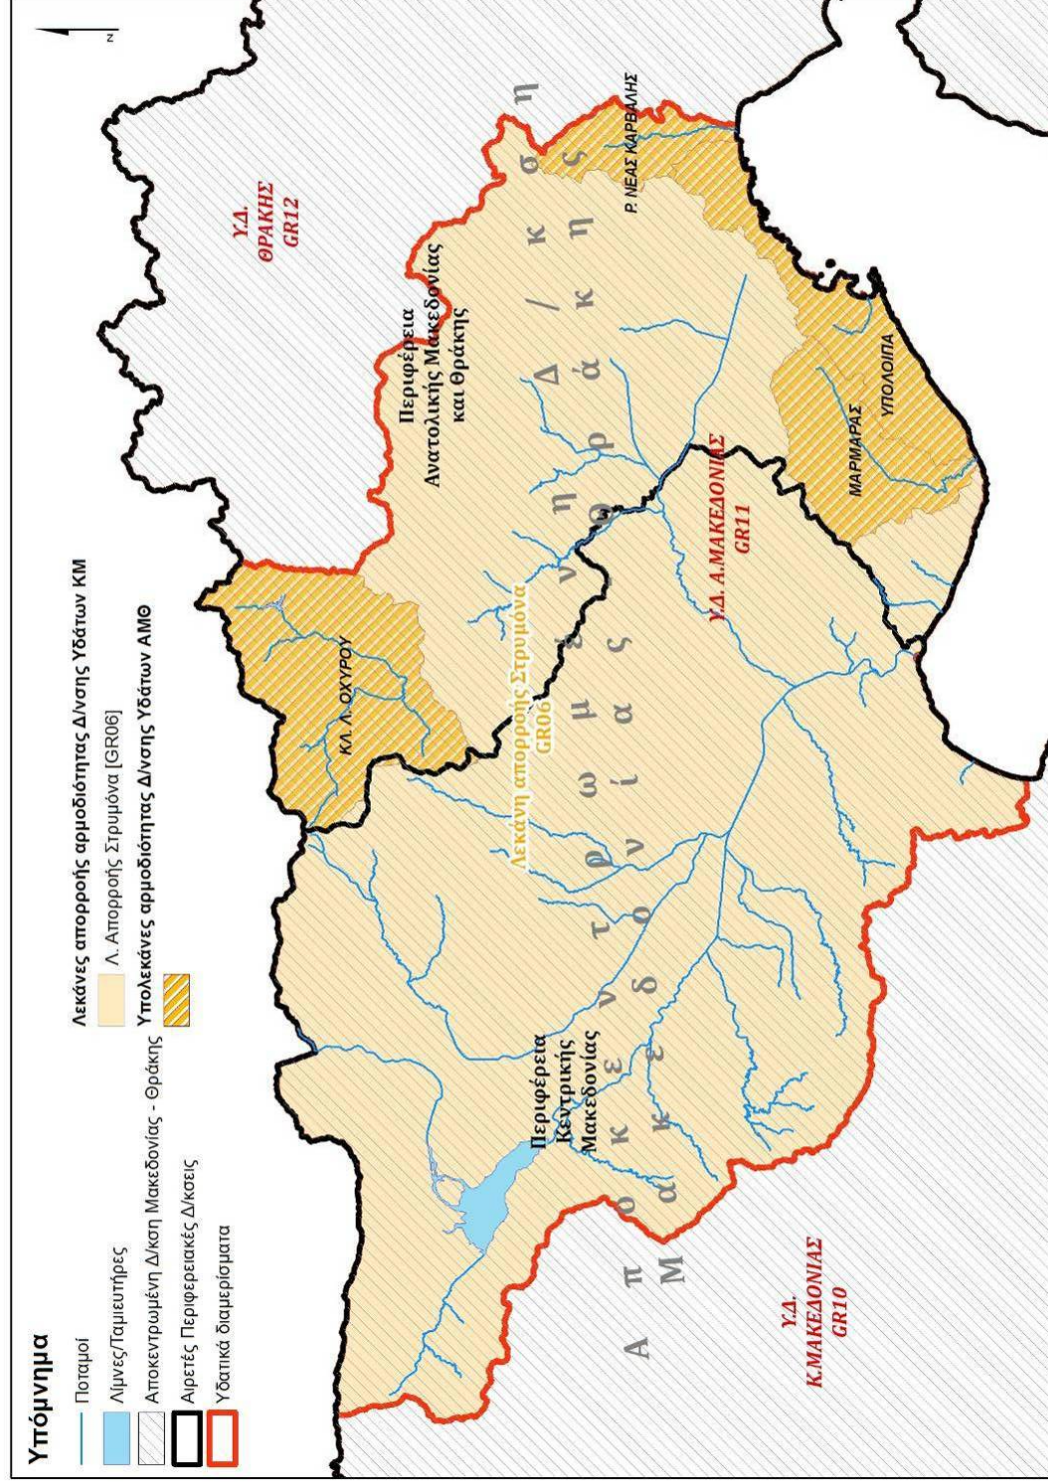 Υπόμνημα
Ποταμοί
Λίμνες/Ταμιευτήρες
Αποκεντρωμένη Δ/κση Μακεδονίας - Θράκης
Αιρετές Περιφερειακές Δ/κσεις
Υδατικά διαμερίσματα
Λεκάνες απορροής αρμοδιότητας Δ/νσης Υδάτων ΚΜ
Λ. Απορροής Στρυμόνα [GR06]
Υπολεκάνες αρμοδιότητας Δ/νσης Υδάτων ΑΜΘ
Ν
Υ.Δ.
ΘΡΑΚΗΣ
GR12
ΚΛ. Λ. ΟΧΥΡΟΥ
Περιφέρεια
Ανατολικής Μακεδονίας
και Θράκης
Λεκάνη απορροής Στρυμόνα
GR06
Αποκεντρωμένη Δ/κση
Μακεδονίας Θράκης
Ρ. ΝΕΑΣ ΚΑΡΒΑΛΗΣ
Περιφέρεια
Κεντρικής
Μακεδονίας
Υ.Δ. Α.ΜΑΚΕΔΟΝΙΑΣ
GR11
ΜΑΡΜΑΡΑΣ
ΥΠΟΛΟΙΠΑ
Υ.Δ.
Κ.ΜΑΚΕΔΟΝΙΑΣ
GR10